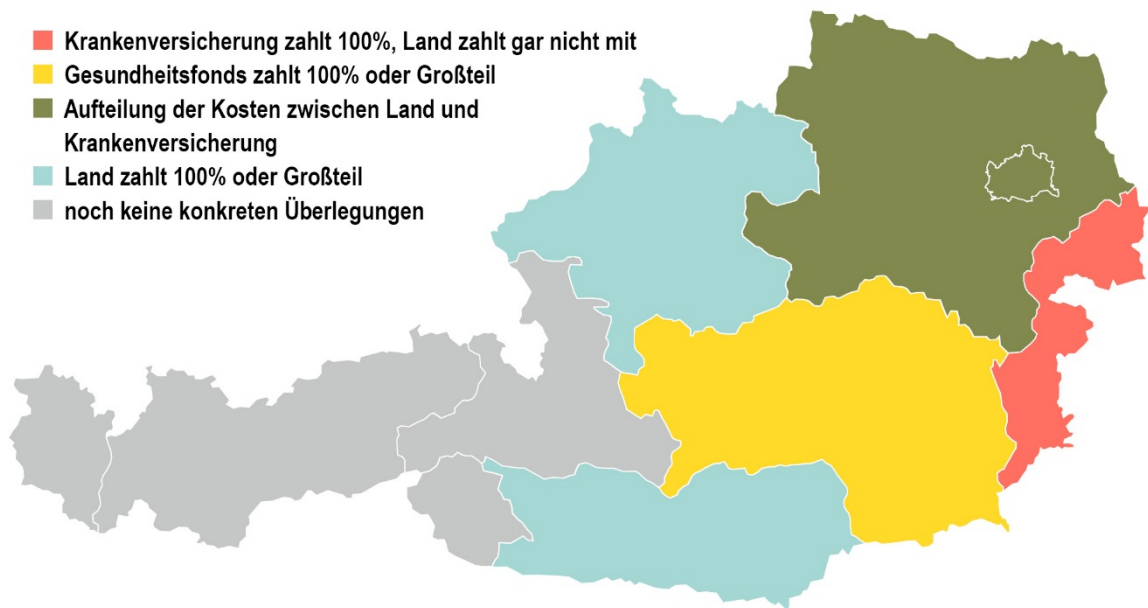 Krankenversicherung zahlt 100%, Land zahlt gar nicht mit
Gesundheitsfonds zahlt 100% oder Großteil
Aufteilung der Kosten zwischen Land und
Krankenversicherung
Land zahlt 100% oder Großteil
noch keine konkreten Überlegungen